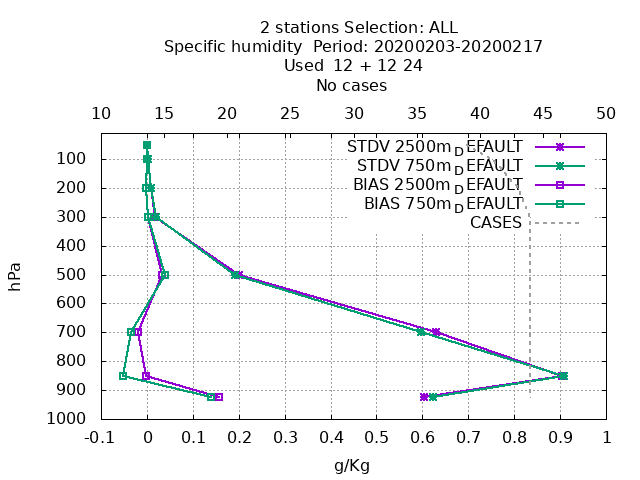 2 stations Selection: ALL
Specific humidity  Period: 20200203-20200217
Used  12 + 12 24
No cases
10 15 21 25 35 36 40 46 50
STDV 2500m_DEFAULT
STDV 750m_DEFAULT
BIAS 2500m_DEFAULT
BIAS 750m_DEFAULT
CASES
hPa
100
200
300
400
500
600
700
800
900
1000
-0.1 0 0.1 0.2 0.3 0.4 0.5 0.6 0.7 0.8 0.9 1
g/Kg